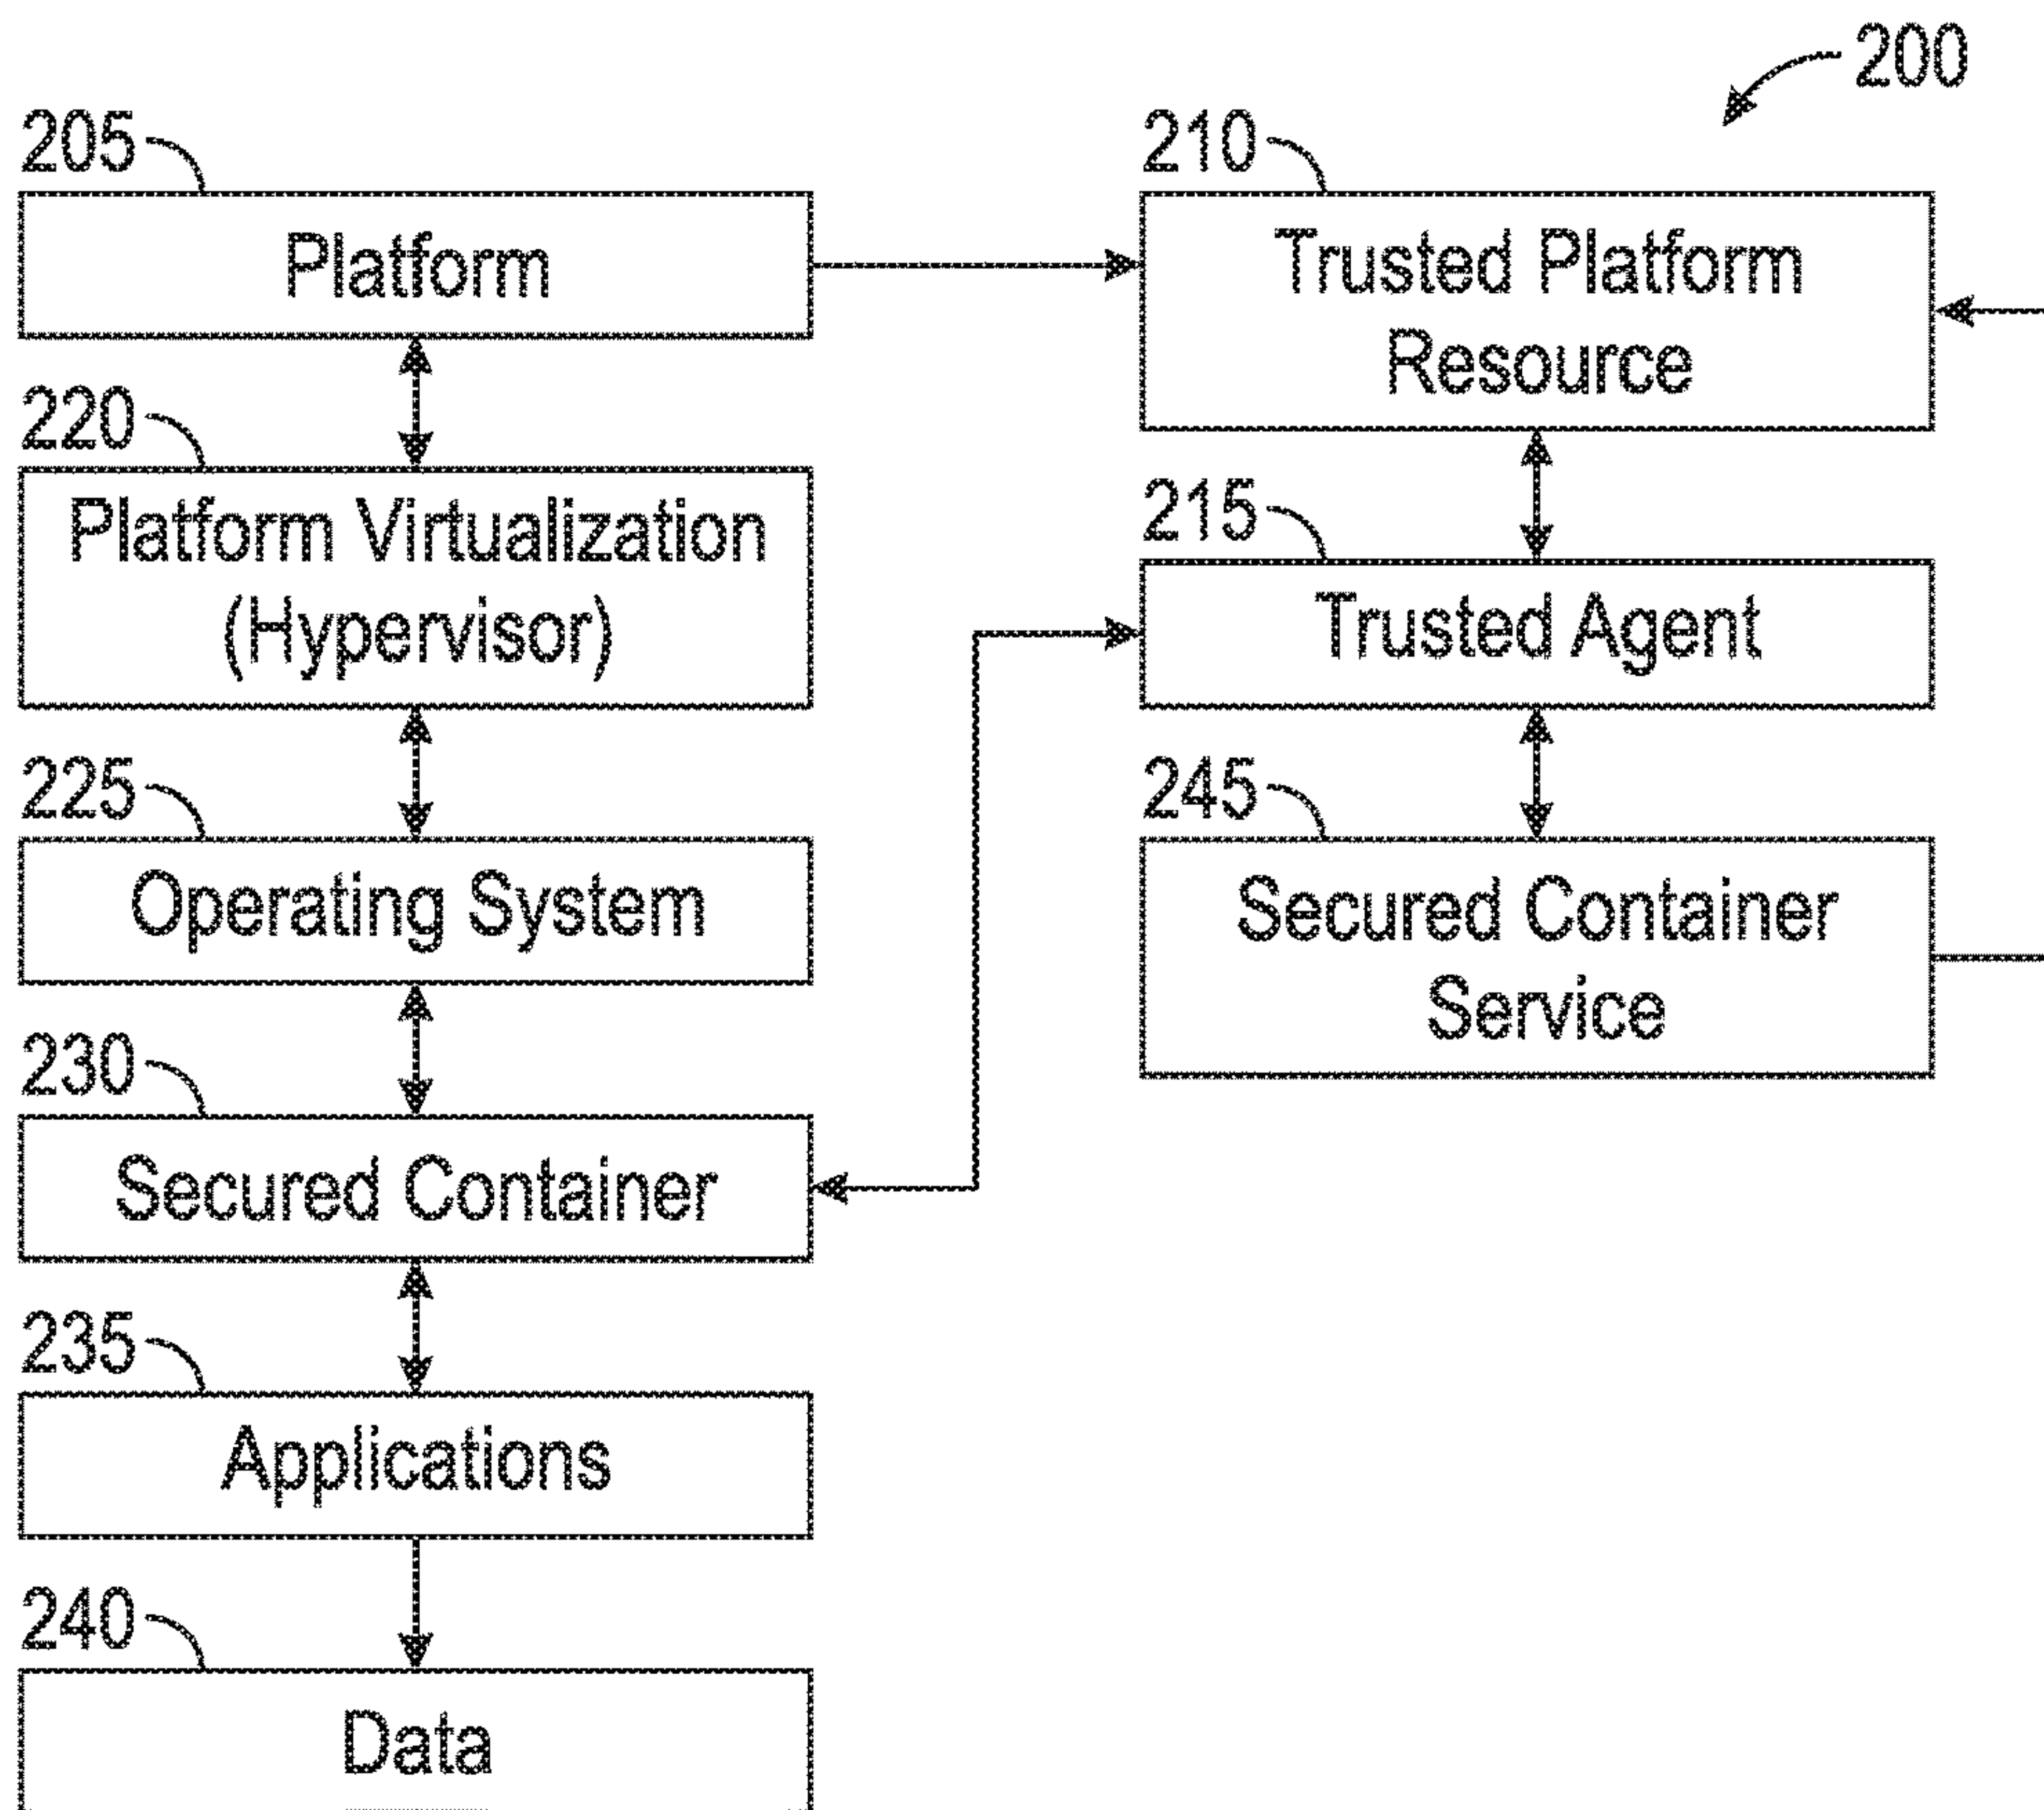 200
205
Platform
210
Trusted Platform
Resource
220
Platform Virtualization
(Hypervisor)
215
Trusted Agent
225
Operating System
245
Secured Container
Service
230
Secured Container
235
Applications
240
Data